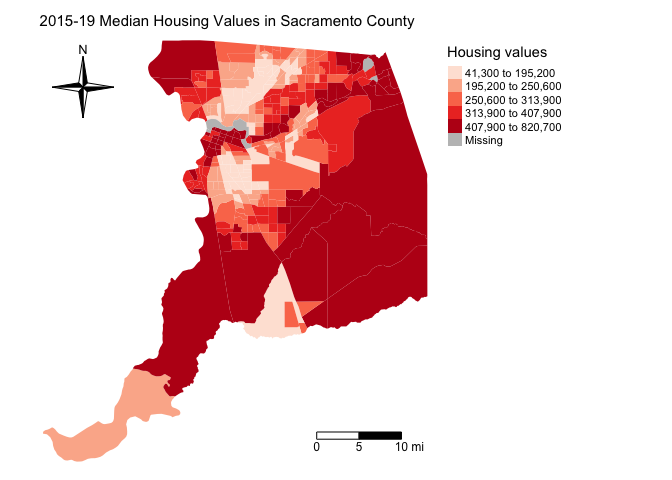 2015-19 Median Housing Values in Sacramento County
N
Housing values
41,300 to 195,200
195,200 to 250,600
250,600 to 313,900
313,900 to 407,900
407,900 to 820,700
Missing
0 5 10 mi